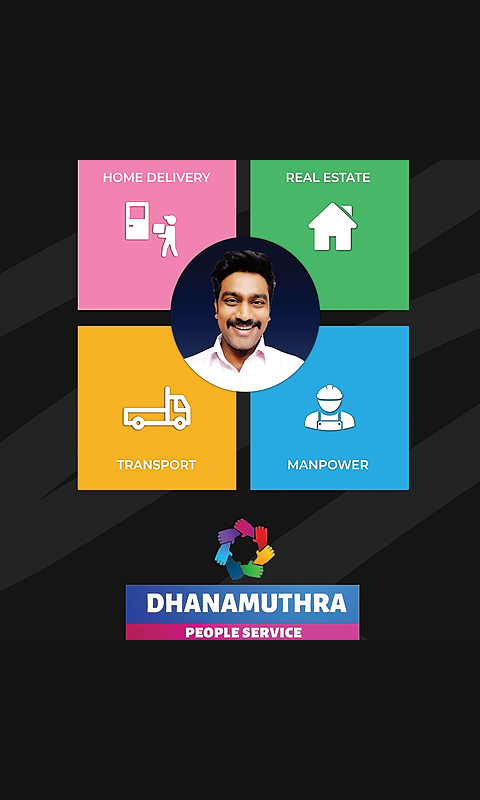 HOME DELIVERY
REAL ESTATE
TRANSPORT
MANPOWER
DHANAMUTHRA
PEOPLE SERVICE